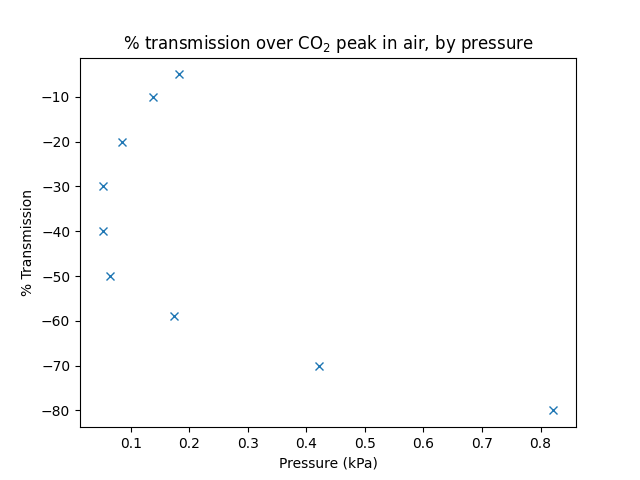 % transmission over CO₂ peak in air, by pressure
−10
−20
−30
−40
−50
−60
−70
−80
% Transmission
0.1 0.2 0.3 0.4 0.5 0.6 0.7 0.8
Pressure (kPa)